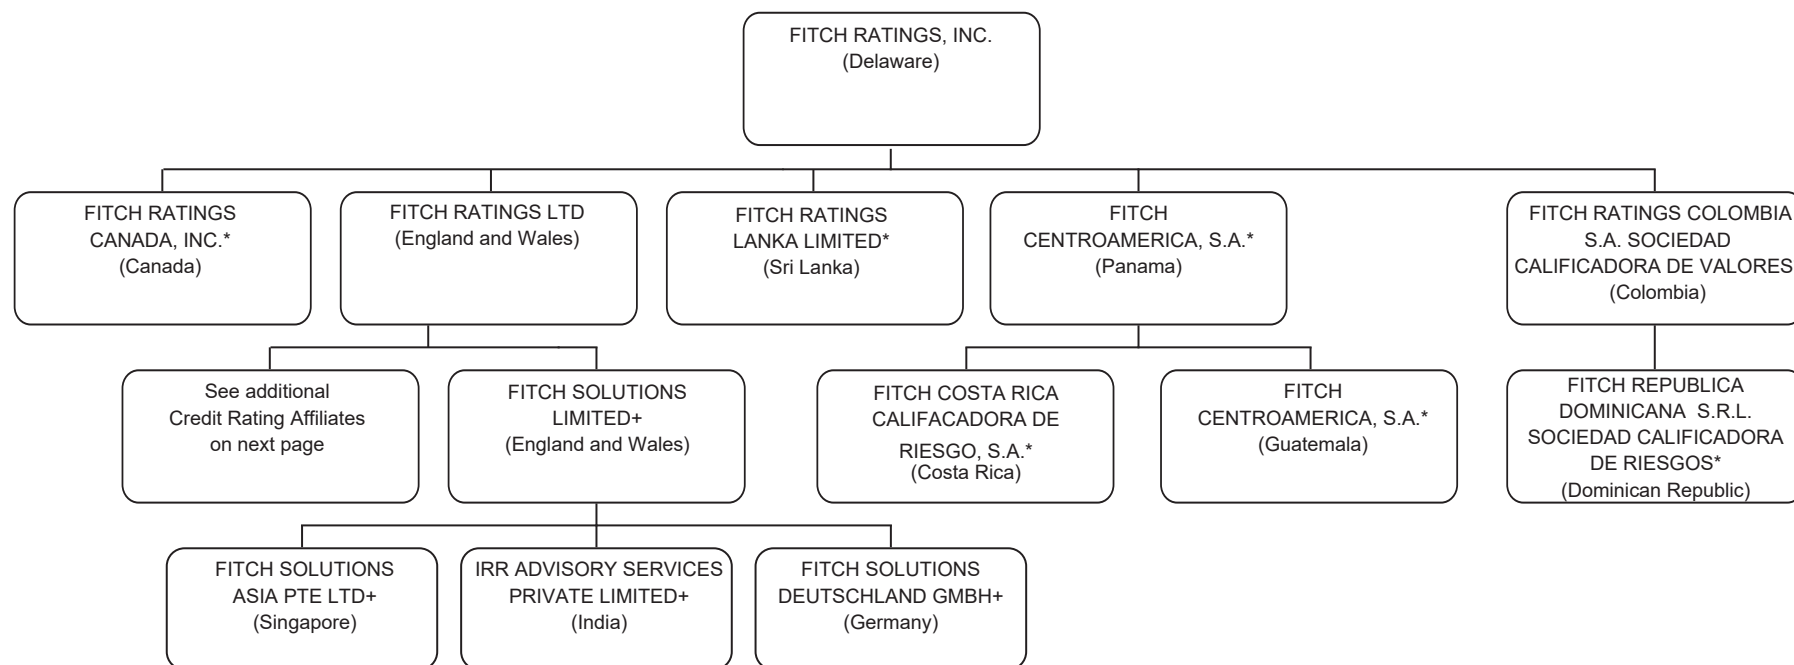 FITCH RATINGS, INC.
(Delaware)
FITCH RATINGS
CANADA, INC.*
(Canada)
FITCH RATINGS LTD
(England and Wales)
FITCH RATINGS
LANKA LIMITED*
(Sri Lanka)
FITCH
CENTROAMERICA, S.A.*
(Panama)
FITCH RATINGS COLOMBIA
S.A. SOCIEDAD
CALIFICADORA DE VALORES
(Colombia)
See additional
Credit Rating Affiliates
on next page
FITCH SOLUTIONS
LIMITED+
(England and Wales)
FITCH COSTA RICA
CALIFACADORA DE
RIESGO, S.A.*
(Costa Rica)
FITCH
CENTROAMERICA, S.A.*
(Guatemala)
FITCH REPUBLICA
DOMINICANA S.R.L.
SOCIEDAD CALIFICADORA
DE RIESGOS*
(Dominican Republic)
FITCH SOLUTIONS
ASIA PTE LTD+
(Singapore)
IRR ADVISORY SERVICES
PRIVATE LIMITED+
(India)
FITCH SOLUTIONS
DEUTSCHLAND GMBH+
(Germany)